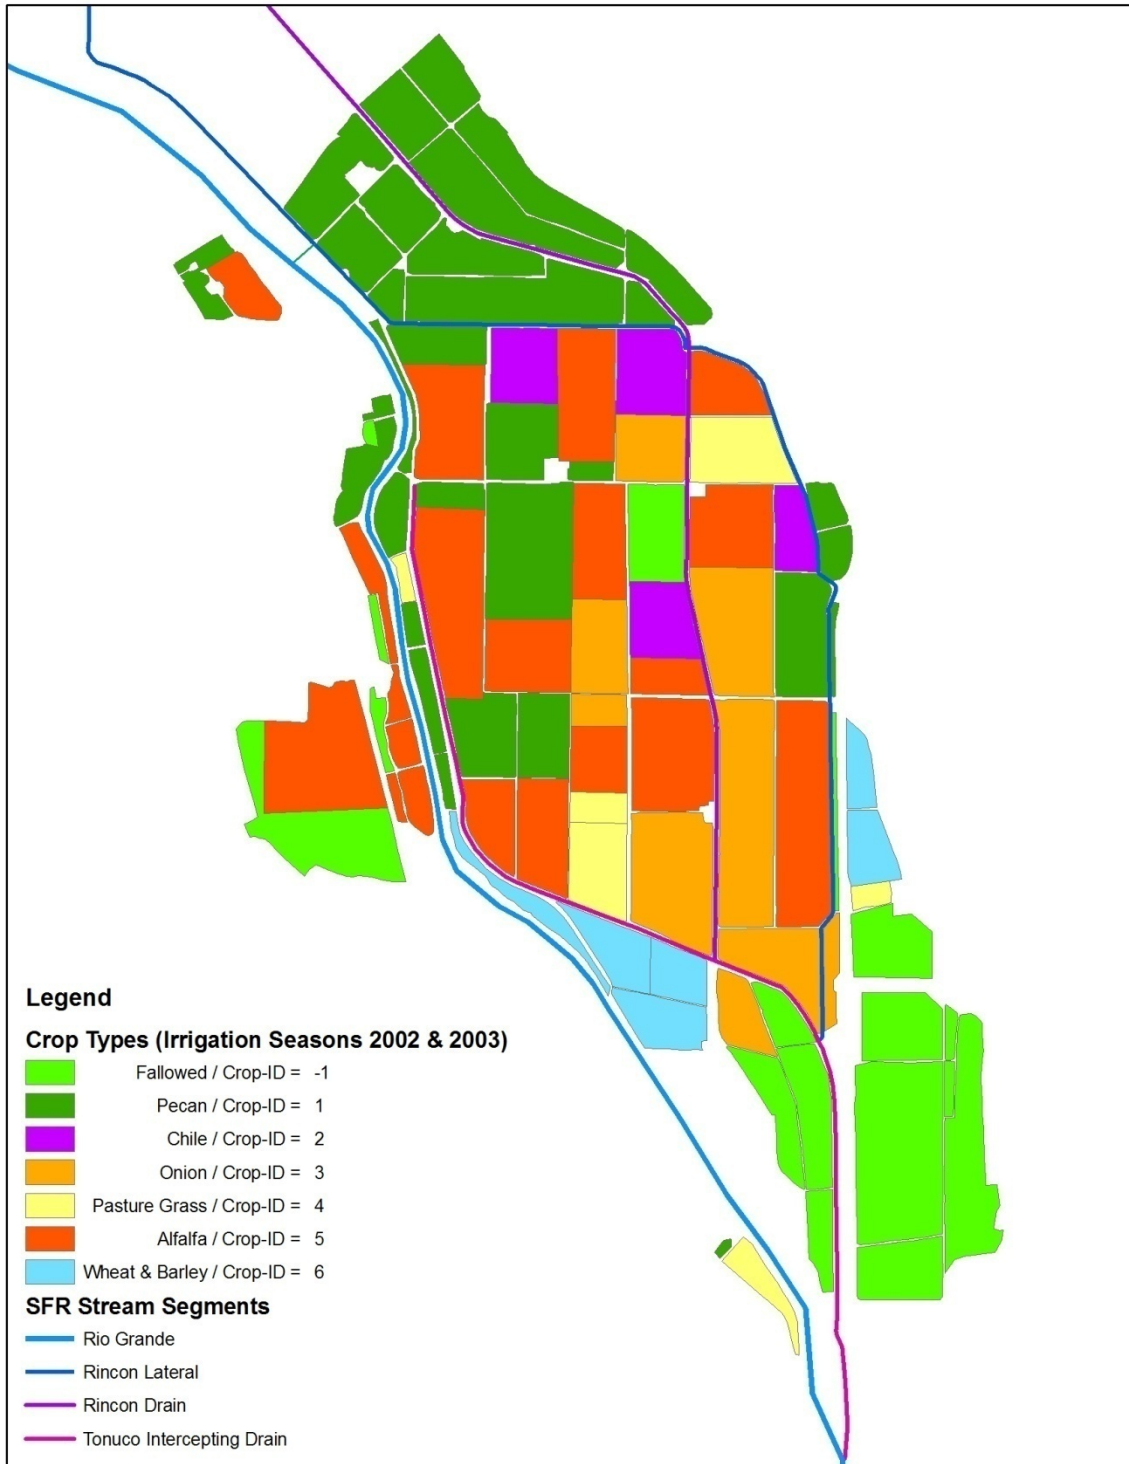 Legend
Crop Types (Irrigation Seasons 2002 & 2003)
Fallowed / Crop-ID = -1
Pecan / Crop-ID = 1
Chile / Crop-ID = 2
Onion / Crop-ID = 3
Pasture Grass / Crop-ID = 4
Alfalfa / Crop-ID = 5
Wheat & Barley / Crop-ID = 6
SFR Stream Segments
Rio Grande
Rincon Lateral
Rincon Drain
Tonuco Intercepting Drain